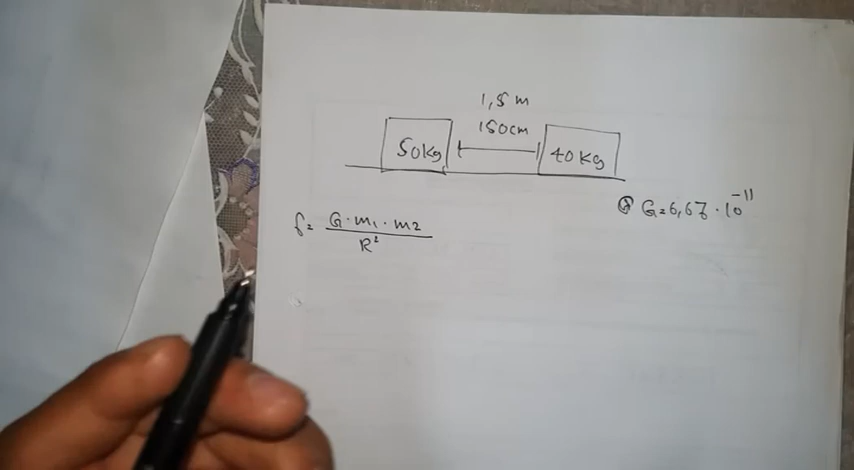 1,5 m
150cm
50kg
40kg
G=6,67·10⁻¹¹
f= G·m₁·m₂
R²